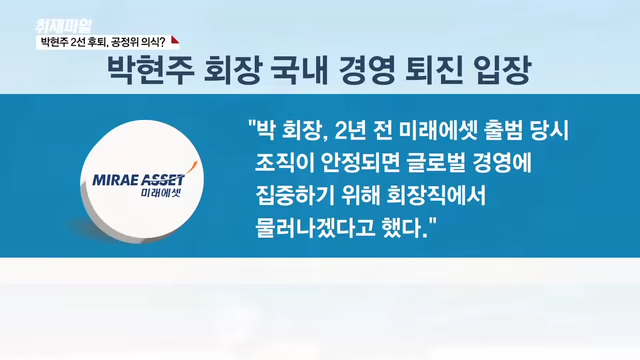 취재파일
박현주 2선 후퇴, 공정위 의식?
박현주 회장 국내 경영 퇴진 입장
"박 회장, 2년 전 미래에셋 출범 당시
조직이 안정되면 글로벌 경영에
집중하기 위해 회장직에서
물러나겠다고 했다."
MIRAE ASSET
미래에셋